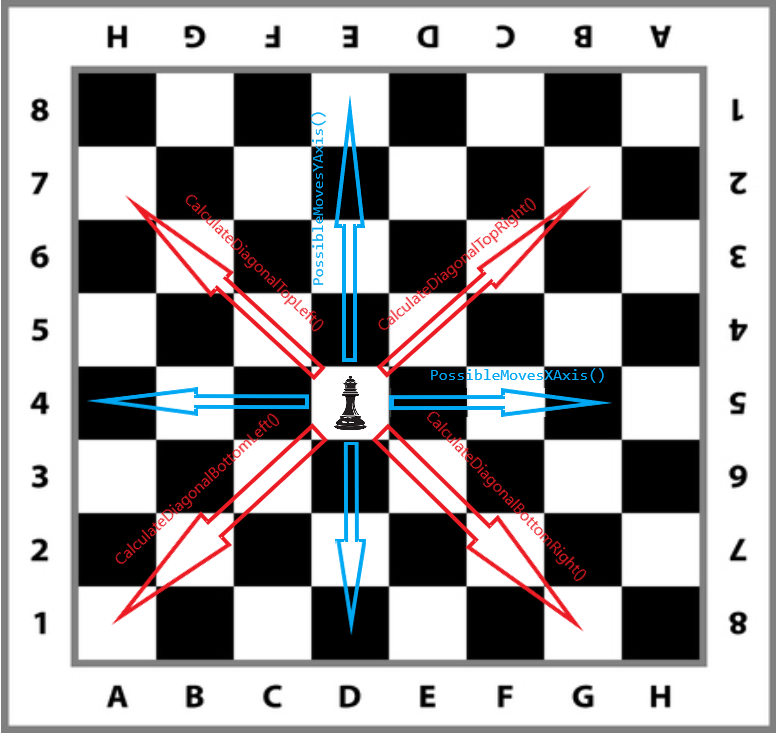 H G F E D C B A
8 1
PossibleMovesYAxis()
7 2
CalculateDiagonalTopLeft()
CalculateDiagonalTopRight()
6 3
5 4
PossibleMovesXAxis()
4 5
CalculateDiagonalBottomLeft()
CalculateDiagonalBottomRight()
3 6
2 7
1 8
A B C D E F G H